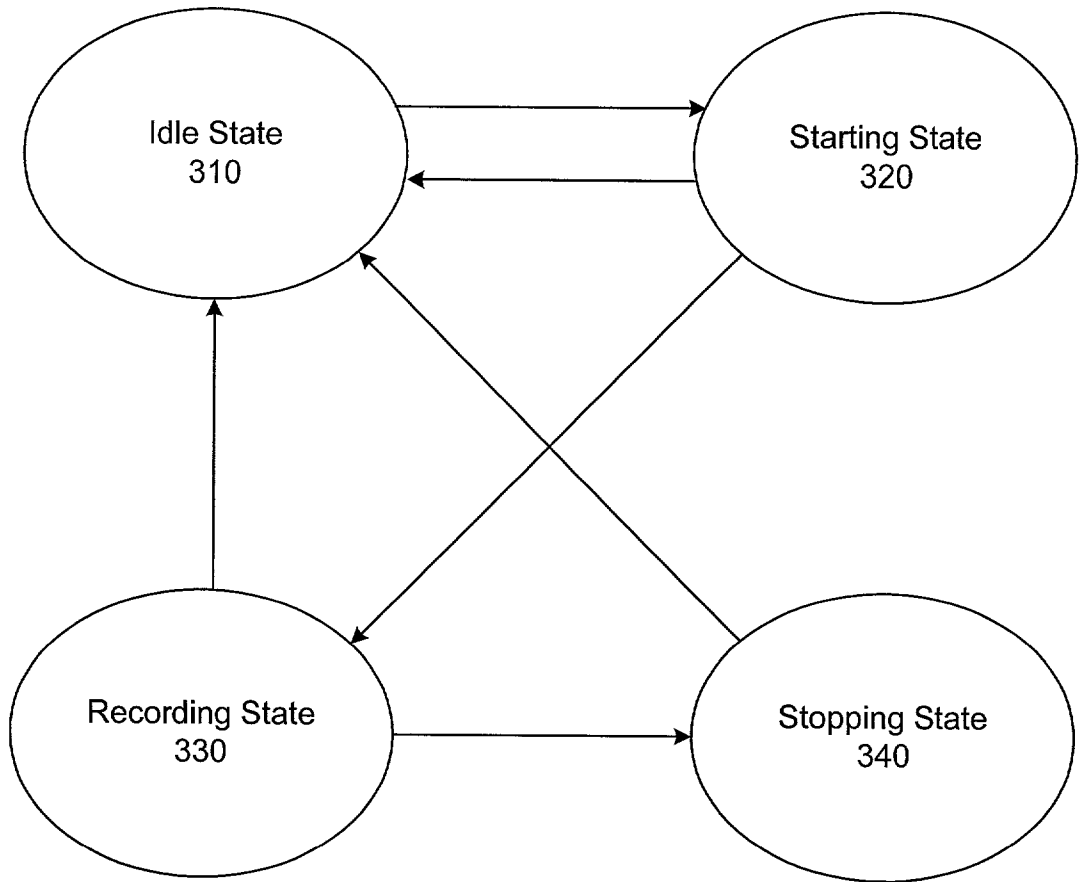 Idle State
310
Starting State
320
Recording State
330
Stopping State
340